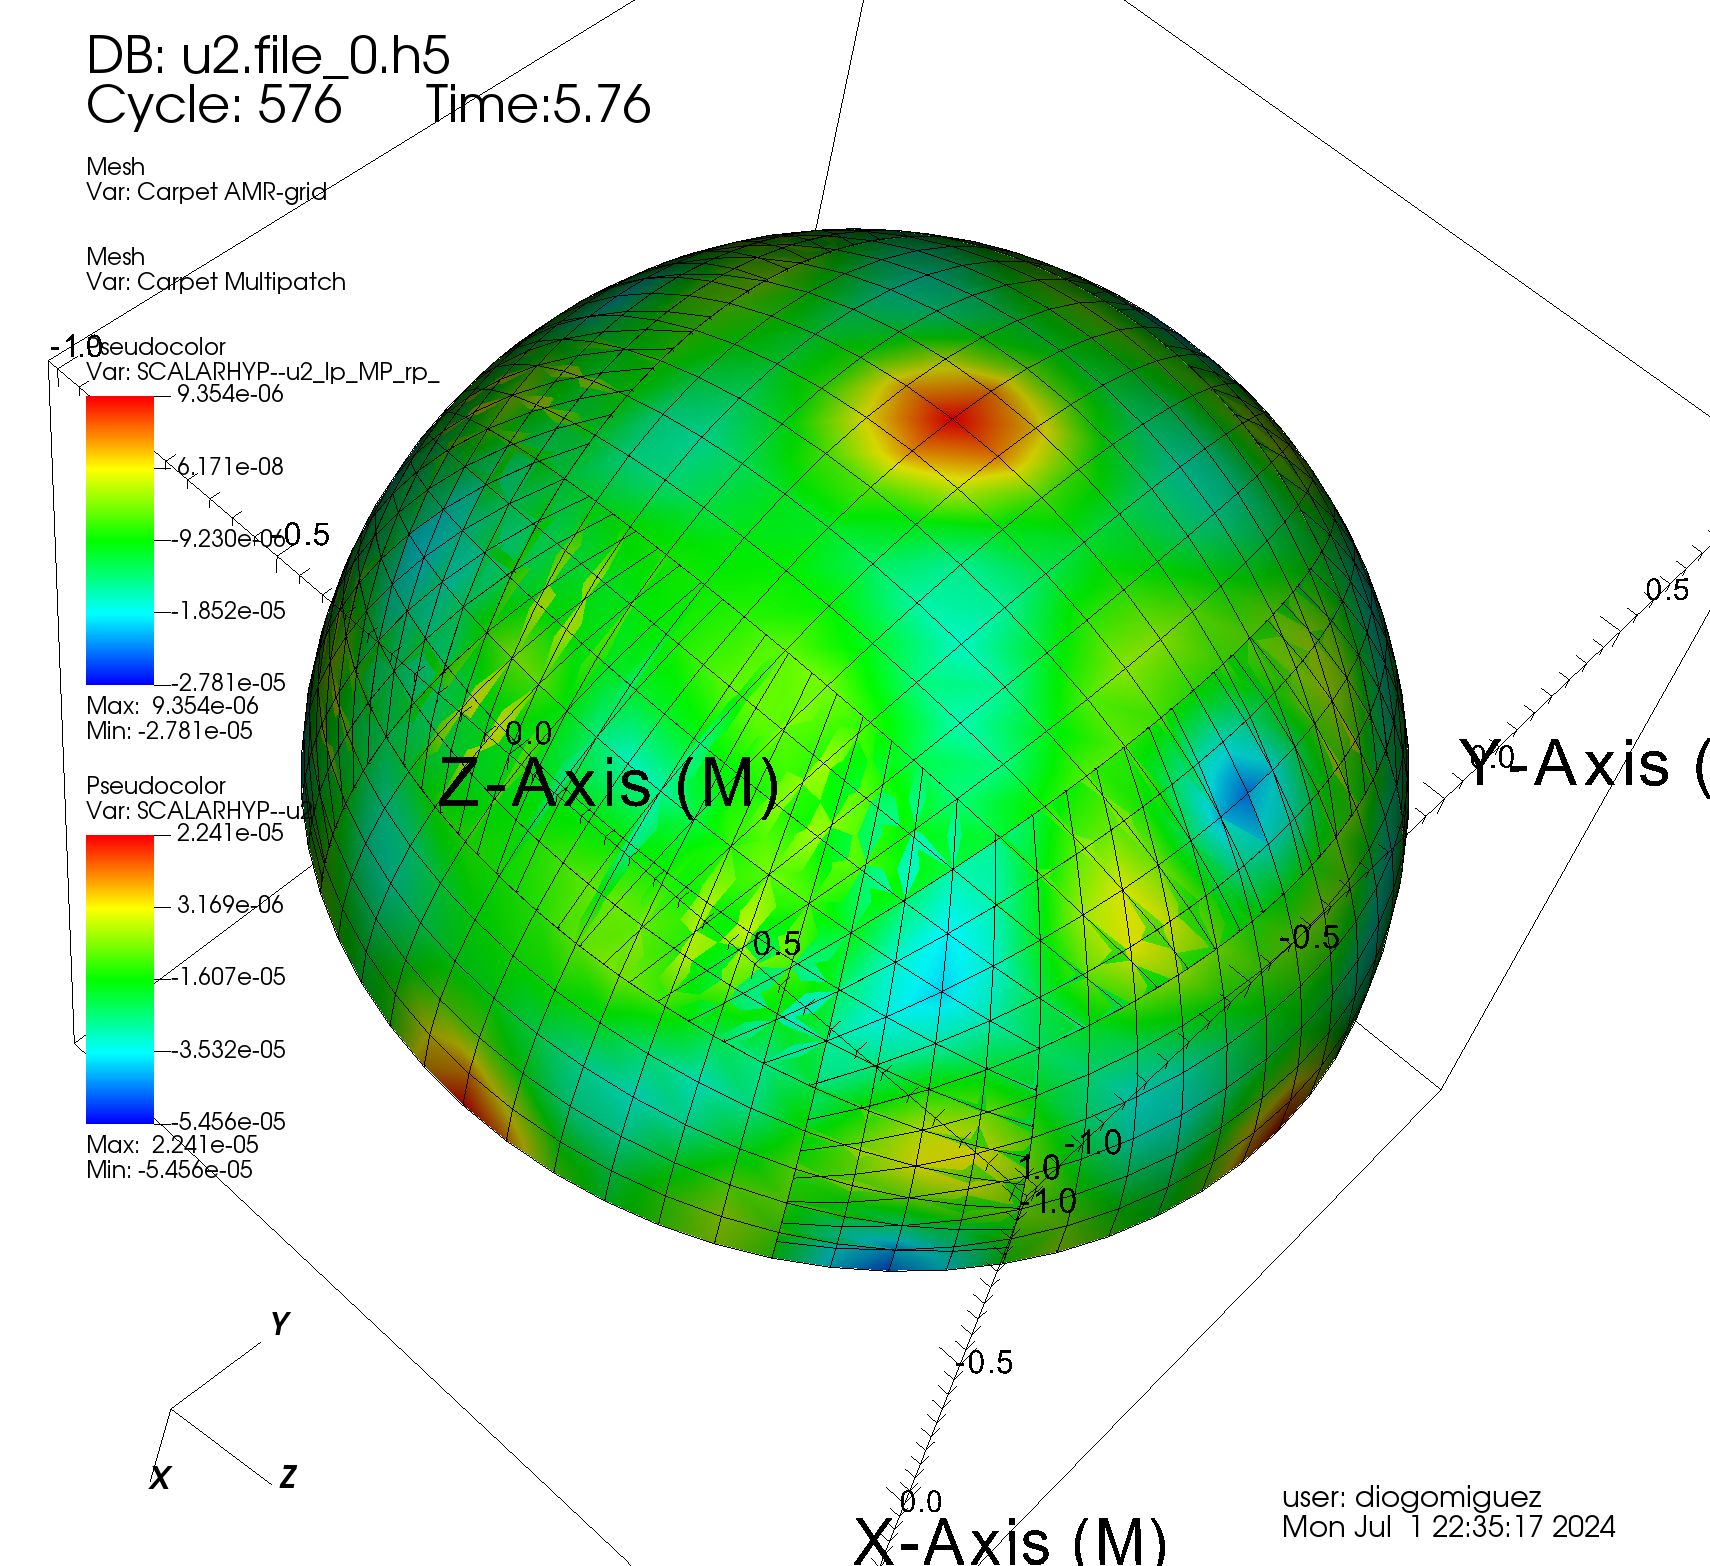 DB: u2.file_0.h5
Cycle: 576 Time:5.76
Mesh
Var: Carpet AMR-grid
Mesh
Var: Carpet Multipatch
-1.0
Pseudocolor
Var: SCALARHYP--u2_lp_MP_rp_
9.354e-06
6.171e-08
-9.230e-06
-0.5
-1.852e-05
-2.781e-05
Max: 9.354e-06
Min: -2.781e-05
0.5
0.0
Z-Axis (M)
0.0
Y-Axis (
Pseudocolor
Var: SCALARHYP--u2
2.241e-05
3.169e-06
-1.607e-05
-3.532e-05
-5.456e-05
Max: 2.241e-05
Min: -5.456e-05
0.5
-0.5
-1.0
1.0
-1.0
-0.5
0.0
X-Axis (M)
Y
X
Z
user: diogomiguez
Mon Jul 1 22:35:17 2024